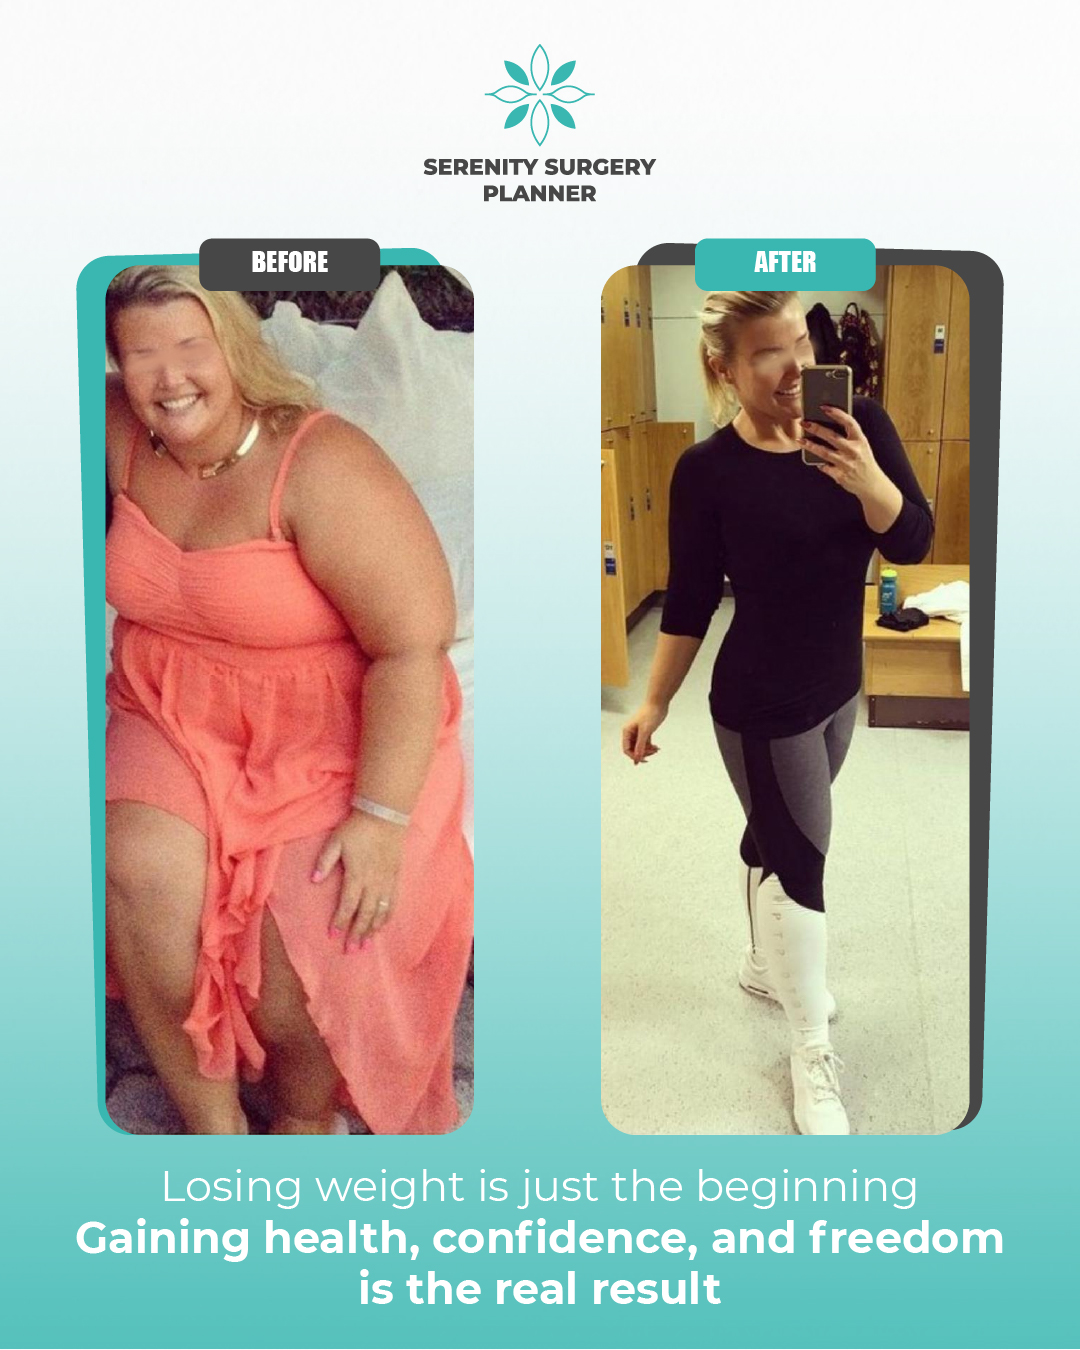 SERENITY SURGERY
PLANNER
BEFORE
AFTER
Losing weight is just the beginning
Gaining health, confidence, and freedom
is the real result